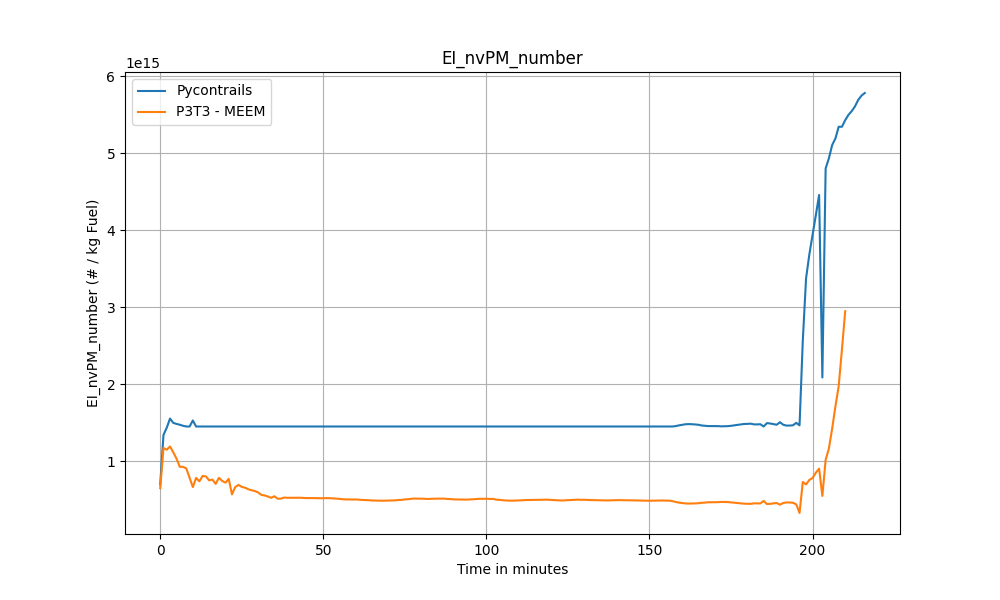 EI_nvPM_number
1e15
Pycontrails
P3T3 - MEEM
6
5
4
3
2
1
EI_nvPM_number (# / kg Fuel)
0 50 100 150 200
Time in minutes